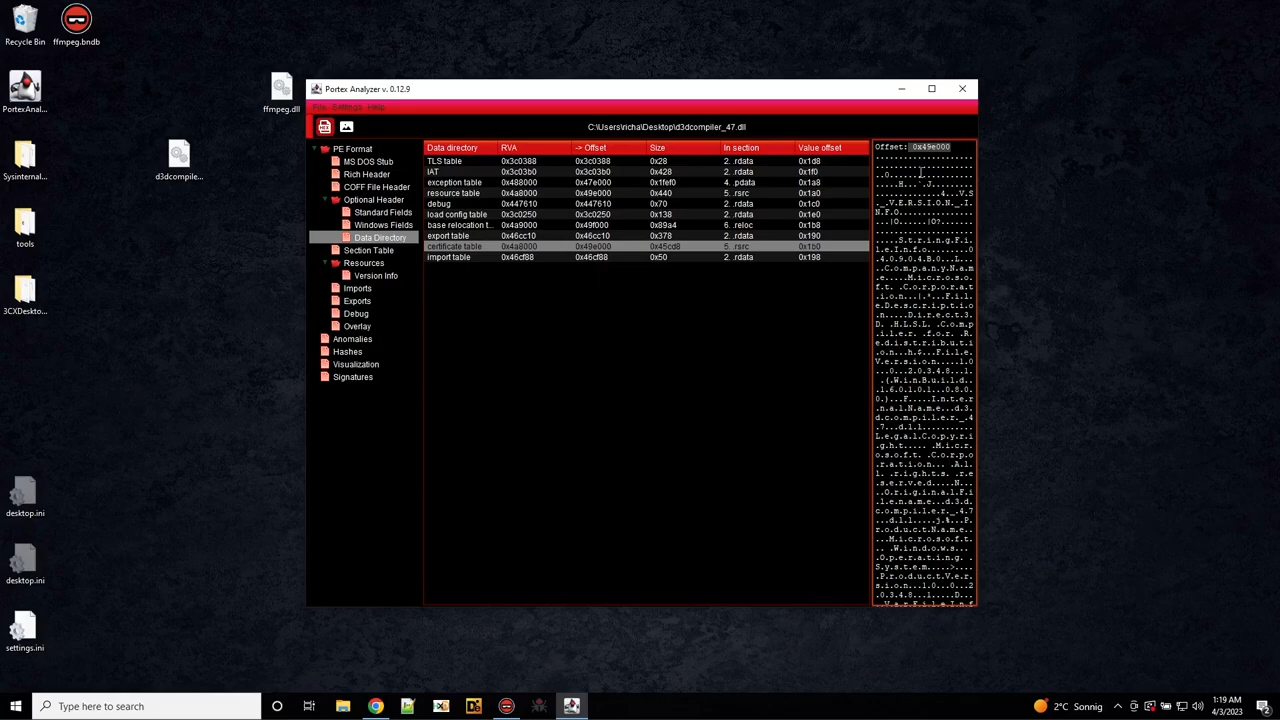 Recycle Bin
ffmpeg.bndb
PortexAnal...
ffmpeg.dll
d3dcompile...
Sysinternal...
tools
3CXDeskto...
desktop.ini
desktop.ini
settings.ini
Portex Analyzer v. 0.12.9
File Settings Help
C:\Users\richa\Desktop\d3dcompiler_47.dll
PE Format
MS DOS Stub
Rich Header
COFF File Header
Optional Header
Standard Fields
Windows Fields
Data Directory
Section Table
Resources
Version Info
Imports
Exports
Debug
Overlay
Anomalies
Hashes
Visualization
Signatures
Data directory RVA -> Offset Size In section Value offset
TLS table 0x3c0388 0x3c0388 0x28 2. .rdata 0x1d8
IAT 0x3c03b0 0x3c03b0 0x428 2. .rdata 0x1f0
exception table 0x488000 0x47e000 0x1fef0 4. .pdata 0x1a8
resource table 0x4a8000 0x49e000 0x440 5. .rsrc 0x1a0
debug 0x447610 0x447610 0x70 2. .rdata 0x1c0
load config table 0x3c0250 0x3c0250 0x138 2. .rdata 0x1e0
base relocation t... 0x4a9000 0x49f000 0x89a4 6. .reloc 0x1b8
export table 0x46cc10 0x46cc10 0x378 2. .rdata 0x190
certificate table 0x4a8000 0x49e000 0x45cd8 5. .rsrc 0x1b0
import table 0x46cf88 0x46cf88 0x50 2. .rdata 0x198
Offset: 0x49e000
Type here to search
2°C Sonnig
1:19 AM
4/3/2023